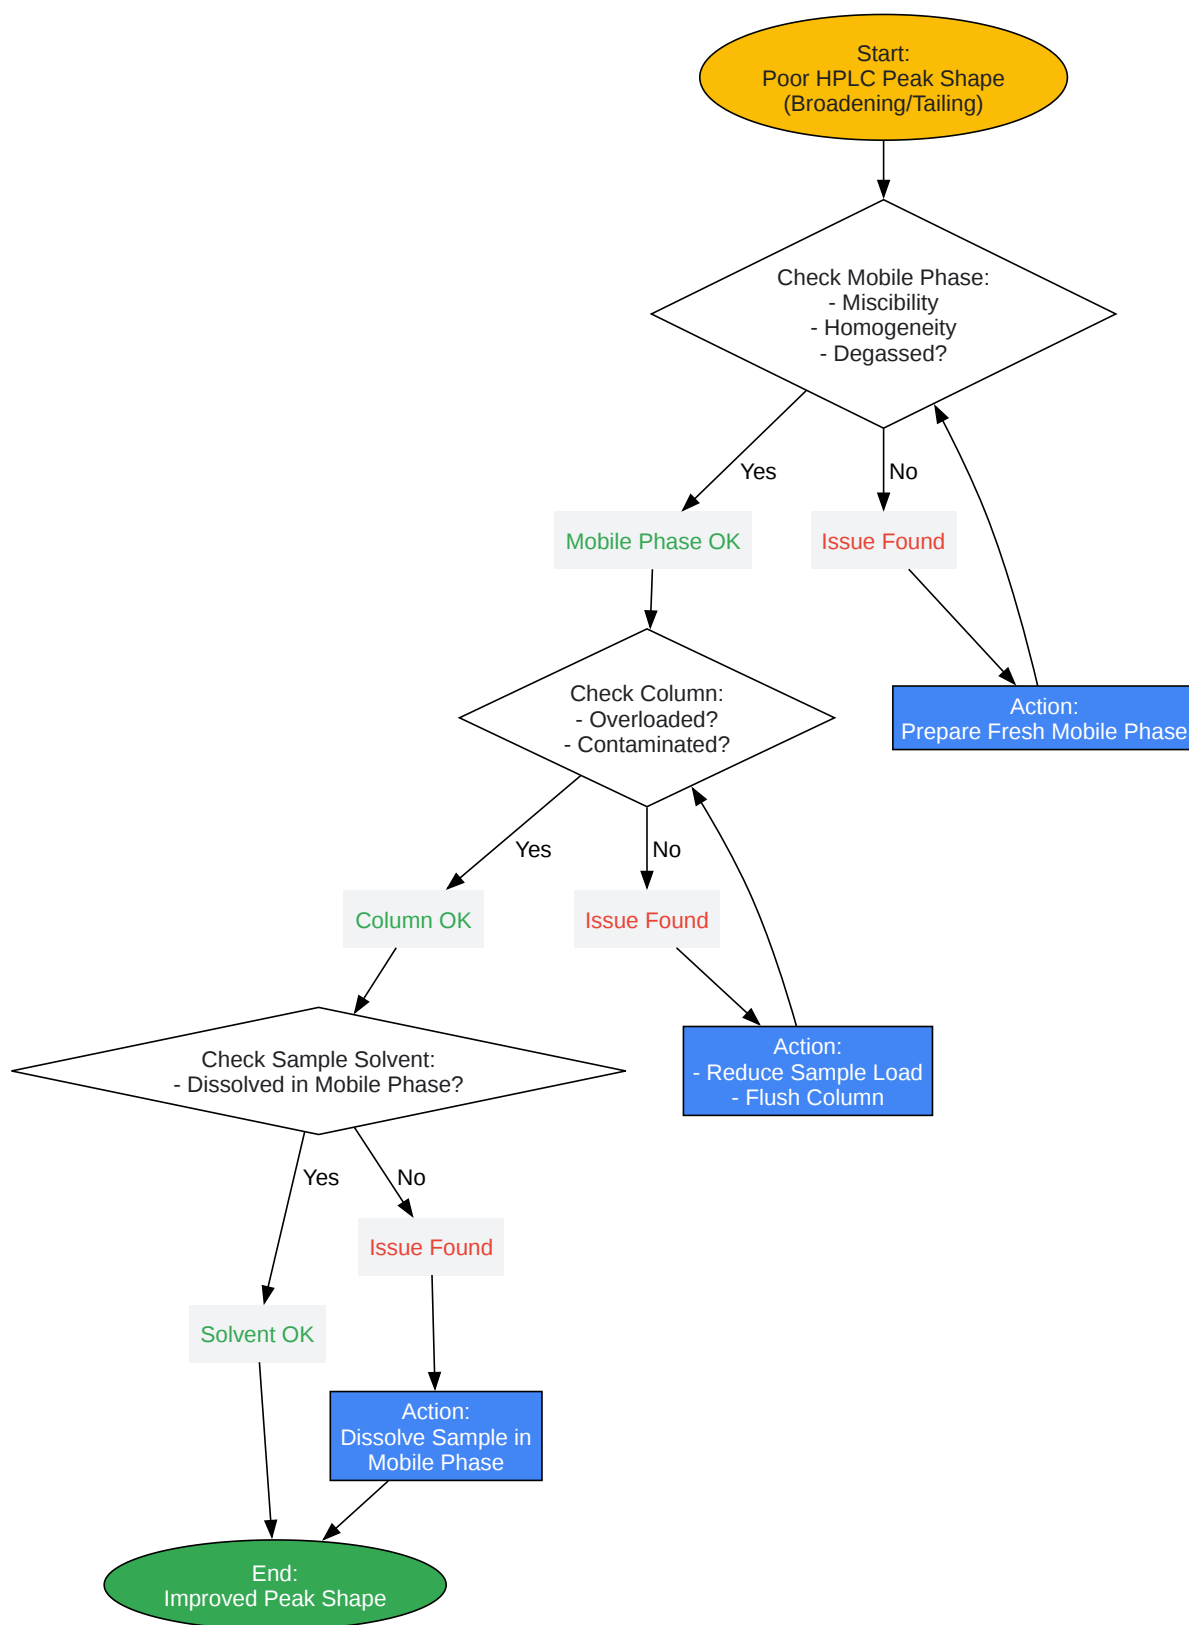 Start:
Poor HPLC Peak Shape
(Broadening/Tailing)
Check Mobile Phase:
- Miscibility
- Homogeneity
- Degassed?
Yes
No
Mobile Phase OK
Issue Found
Check Column:
- Overloaded?
- Contaminated?
Action:
Prepare Fresh Mobile Phase
Yes
No
Column OK
Issue Found
Check Sample Solvent:
- Dissolved in Mobile Phase?
Action:
- Reduce Sample Load
- Flush Column
Yes
No
Issue Found
Solvent OK
Action:
Dissolve Sample in
Mobile Phase
End:
Improved Peak Shape